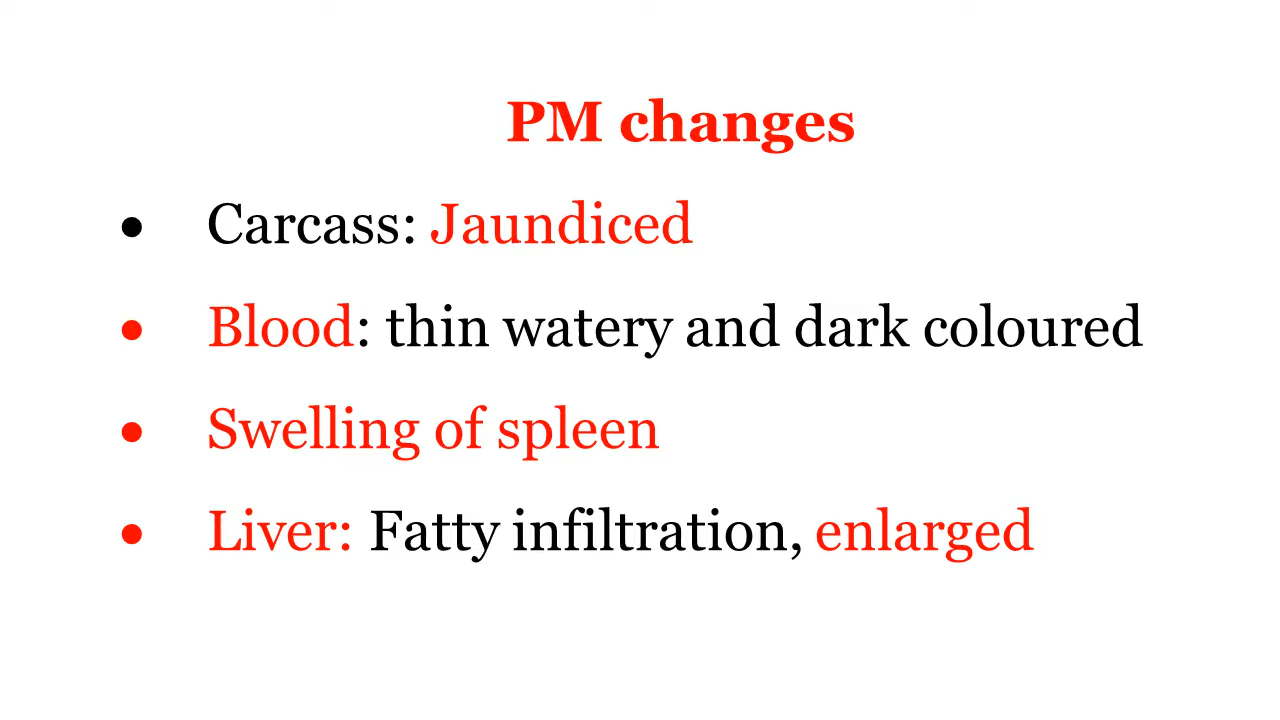 PM changes
• Carcass: Jaundiced
• Blood: thin watery and dark coloured
• Swelling of spleen
• Liver: Fatty infiltration, enlarged